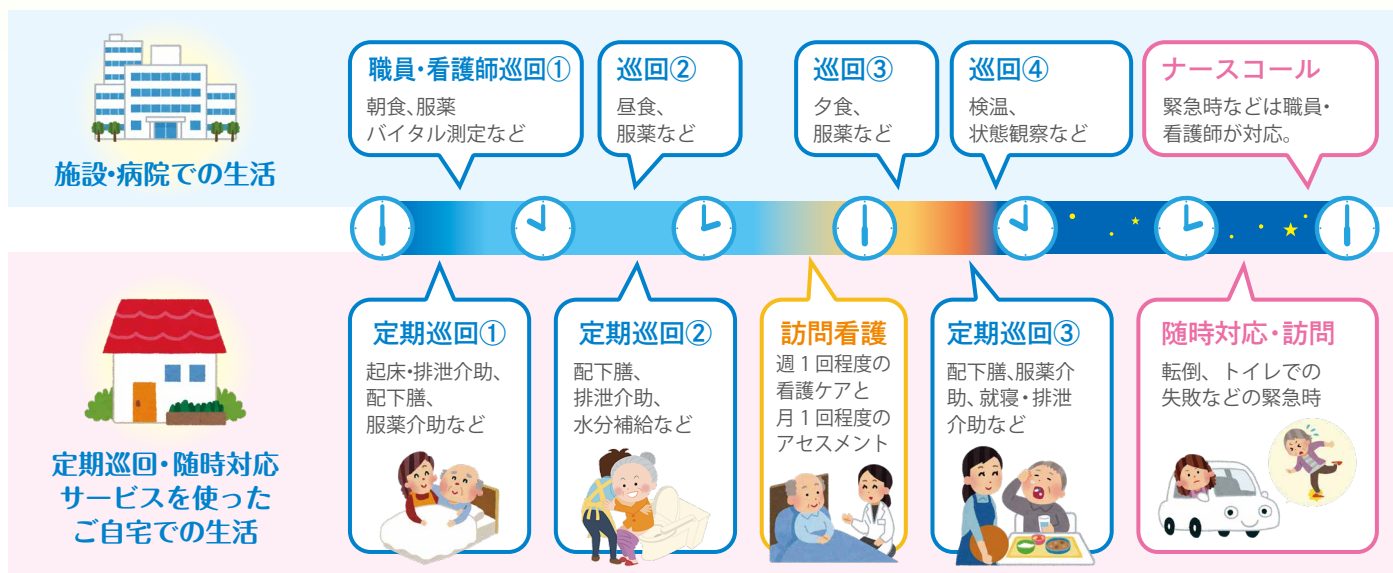 施設・病院での生活
職員・看護師巡回①
朝食、服薬
バイタル測定など
巡回②
昼食、
服薬など
巡回③
夕食、
服薬など
巡回④
検温、
状態観察など
ナースコール
緊急時などは職員・
看護師が対応。
定期巡回・随時対応
サービスを使った
ご自宅での生活
定期巡回①
起床・排泄介助、
配下膳、
服薬介助など
定期巡回②
配下膳、
排泄介助、
水分補給など
訪問看護
週1回程度の
看護ケアと
月1回程度の
アセスメント
定期巡回③
配下膳、服薬介
助、就寝・排泄
介助など
随時対応・訪問
転倒、トイレでの
失敗などの緊急時